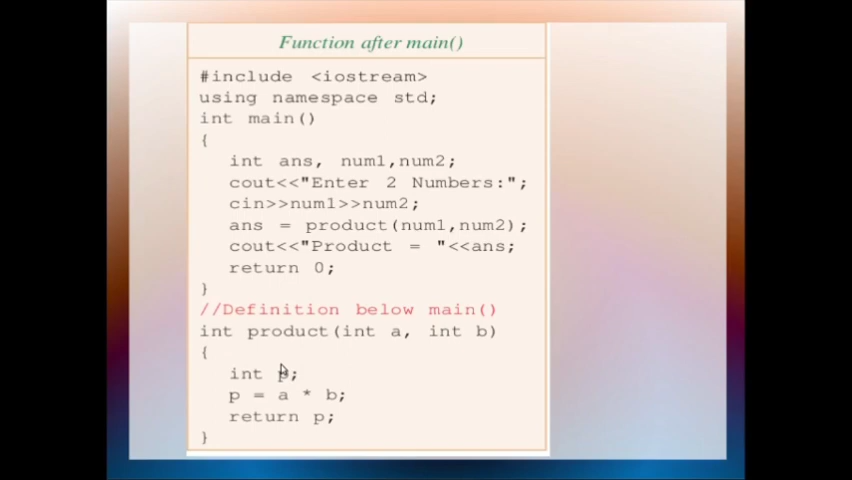 Function after main()
#include <iostream>
using namespace std;
int main()
{
int ans, num1,num2;
cout<<"Enter 2 Numbers:";
cin>>num1>>num2;
ans = product(num1,num2);
cout<<"Product = "<<ans;
return 0;
}
//Definition below main()
int product(int a, int b)
{
int p;
p = a * b;
return p;
}